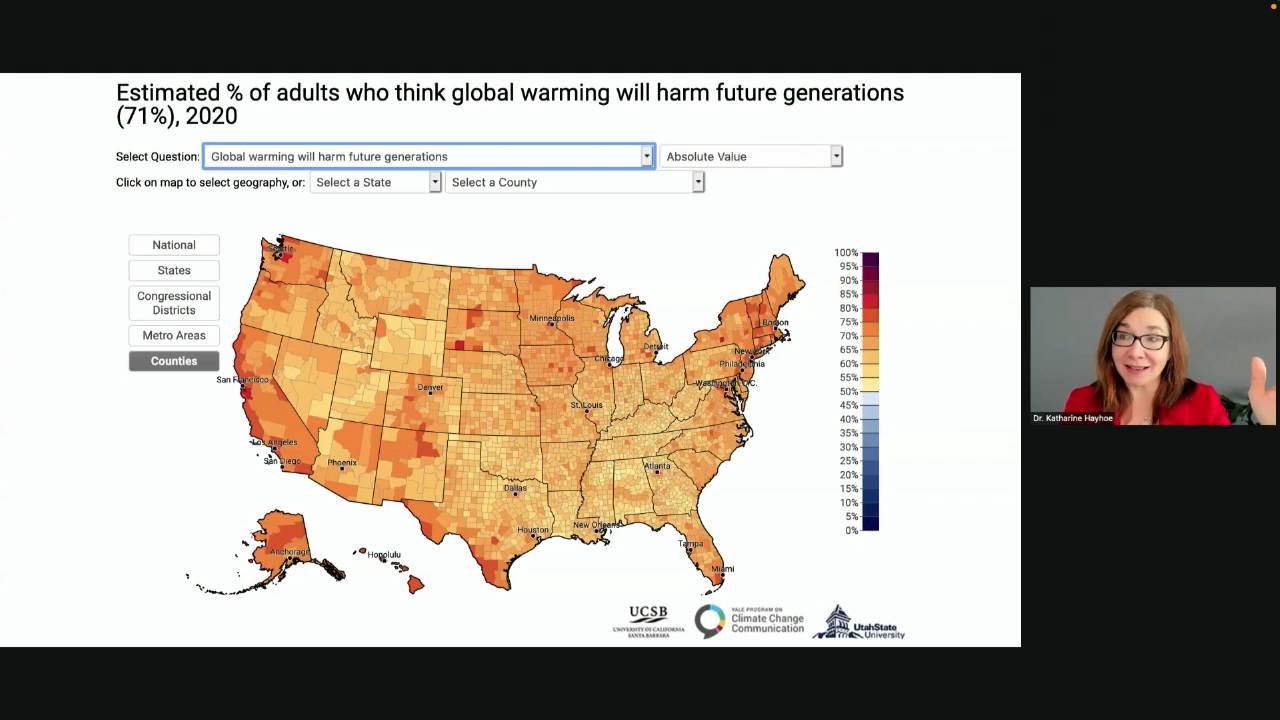 Estimated % of adults who think global warming will harm future generations
(71%), 2020
Select Question: Global warming will harm future generations Absolute Value
Click on map to select geography, or: Select a State Select a County
National
States
Congressional
Districts
Metro Areas
Counties
Seattle
Minneapolis
Boston
Detroit
New York
Chicago
Philadelphia
San Francisco
Denver
Washington D.C.
St. Louis
Los Angeles
San Diego
Phoenix
Atlanta
Dallas
Houston
New Orleans
Tampa
Anchorage
Honolulu
Miami
100%
95%
90%
85%
80%
75%
70%
65%
60%
55%
50%
45%
40%
35%
30%
25%
20%
15%
10%
5%
0%
UCSB
UNIVERSITY OF CALIFORNIA
SANTA BARBARA
YALE PROGRAM ON
Climate Change
Communication
UtahState
University
Dr. Katharine Hayhoe